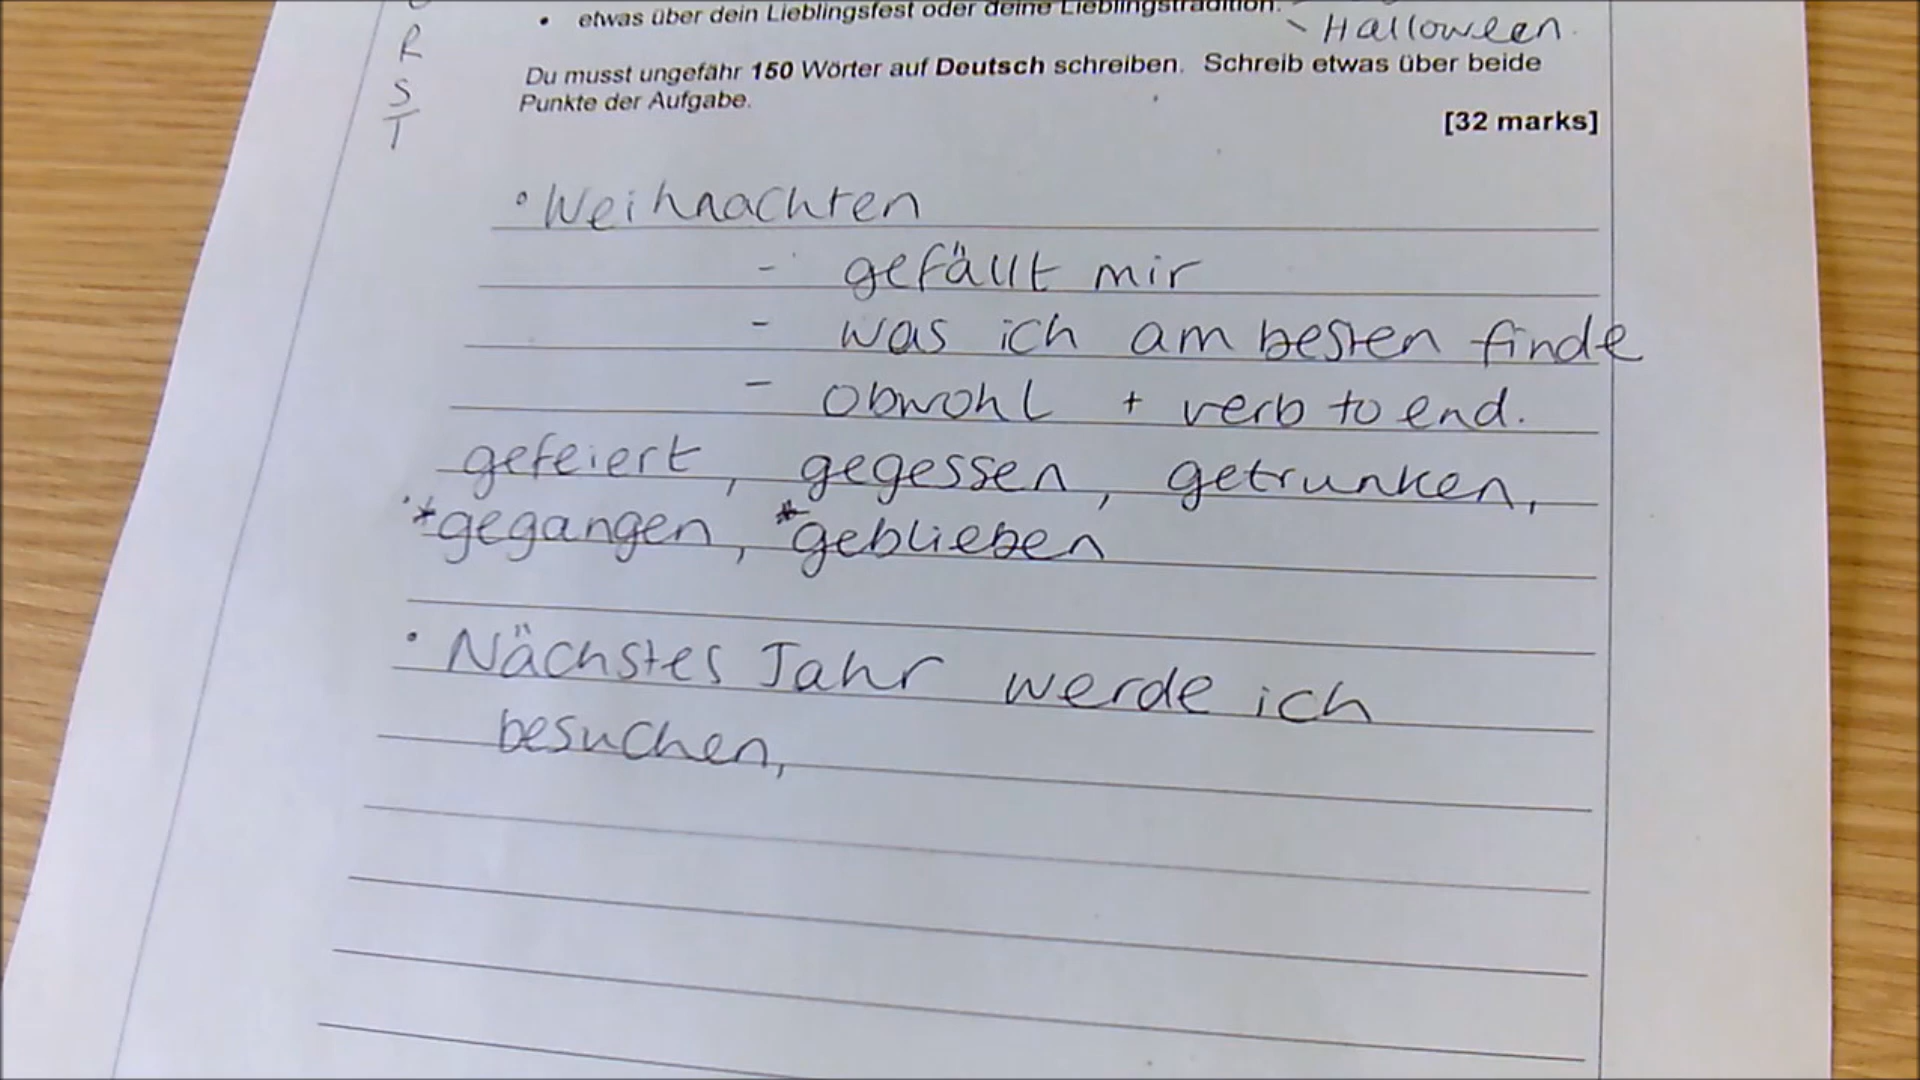 • etwas über dein Lieblingsfest oder deine Lieblingstradition.
- Halloween.
R
S
T
Du musst ungefähr 150 Wörter auf Deutsch schreiben. Schreib etwas über beide
Punkte der Aufgabe.
[32 marks]
• Weihnachten
- gefällt mir
- was ich am besten finde
- obwohl + verb to end.
gefeiert, gegessen, getrunken,
*gegangen, *geblieben
• Nächstes Jahr werde ich
besuchen,